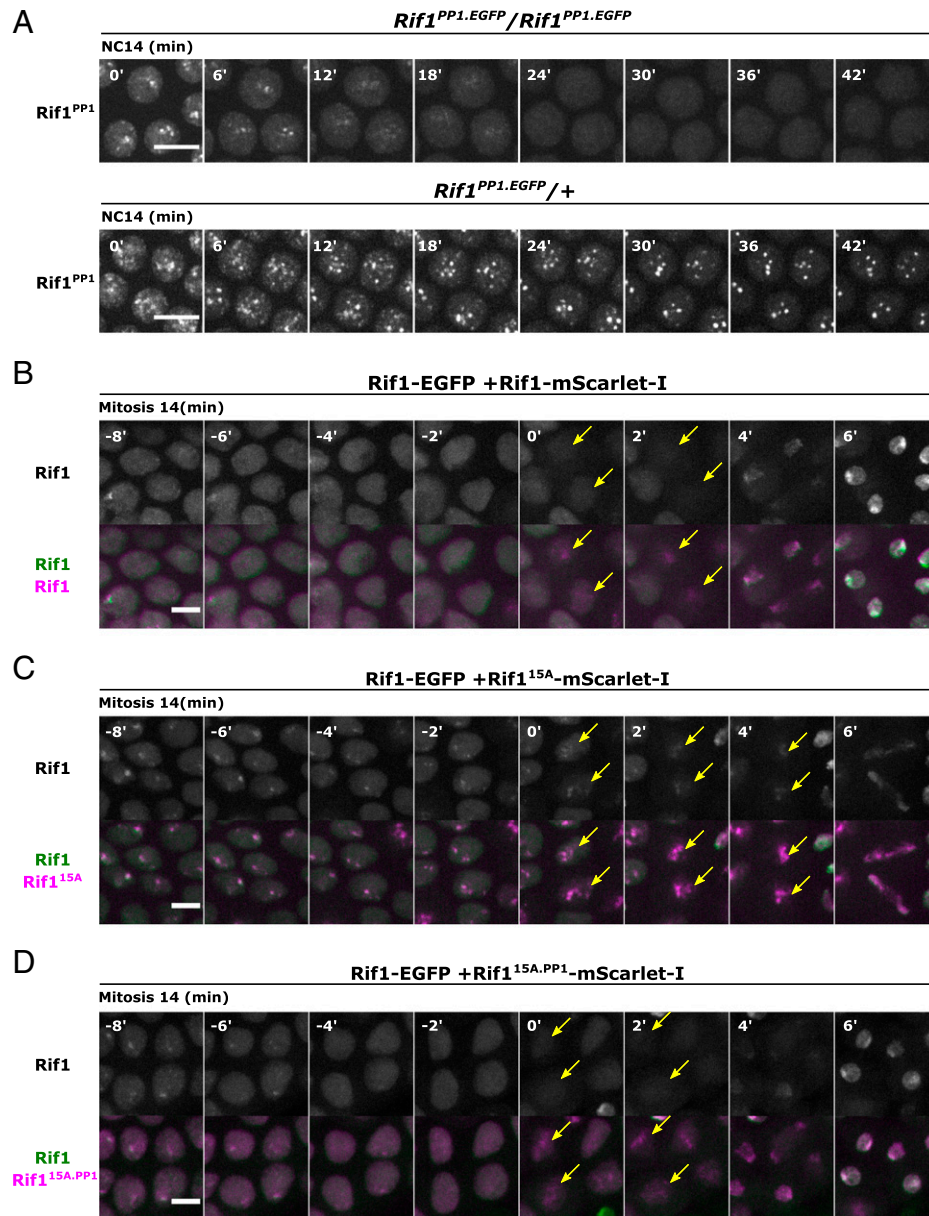 A
Rif1PP1.EGFP/Rif1PP1.EGFP
NC14 (min)
0' 6' 12' 18' 24' 30' 36' 42'
Rif1PP1
Rif1PP1.EGFP/+
NC14 (min)
0' 6' 12' 18' 24' 30' 36 42'
Rif1PP1
B
Rif1-EGFP +Rif1-mScarlet-I
Mitosis 14(min)
-8' -6' -4' -2' 0' 2' 4' 6'
Rif1
Rif1
Rif1
C
Rif1-EGFP +Rif115A-mScarlet-I
Mitosis 14(min)
-8' -6' -4' -2' 0' 2' 4' 6'
Rif1
Rif1
Rif115A
D
Rif1-EGFP +Rif115A.PP1-mScarlet-I
Mitosis 14 (min)
-8' -6' -4' -2' 0' 2' 4' 6'
Rif1
Rif1
Rif115A.PP1